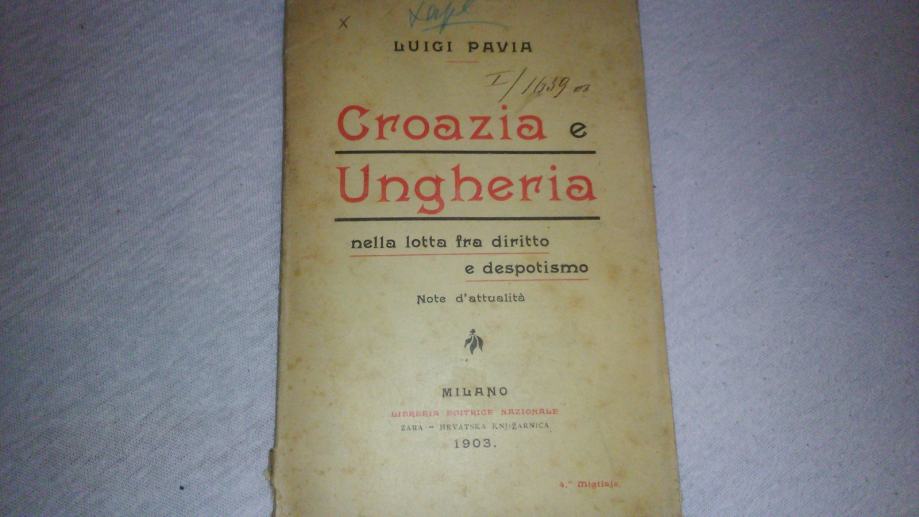 x
LUIGI PAVIA
I/1639
Croazia e
Ungheria
nella lotta fra diritto
e despotismo
Note d'attualità
MILANO
LIBRERIA EDITRICE NAZIONALE
ZARA - HRVATSKA KNJIŽARNICA
1903.
4.º Migliajo.